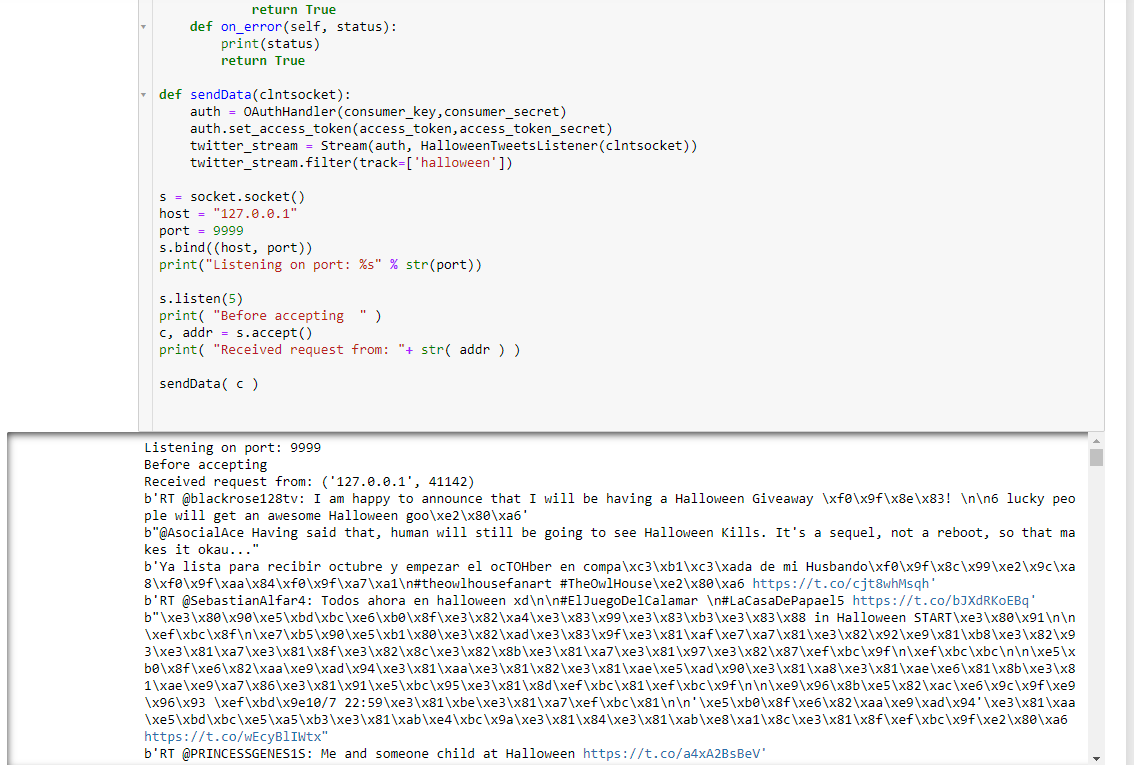 return True
def on_error(self, status):
print(status)
return True
def sendData(clntsocket):
auth = OAuthHandler(consumer_key,consumer_secret)
auth.set_access_token(access_token,access_token_secret)
twitter_stream = Stream(auth, HalloweenTweetsListener(clntsocket))
twitter_stream.filter(track=['halloween'])
s = socket.socket()
host = "127.0.0.1"
port = 9999
s.bind((host, port))
print("Listening on port: %s" % str(port))
s.listen(5)
print( "Before accepting  " )
c, addr = s.accept()
print( "Received request from: "+ str( addr ) )
sendData( c )
Listening on port: 9999
Before accepting
Received request from: ('127.0.0.1', 41142)
b'RT @blackrose128tv: I am happy to announce that I will be having a Halloween Giveaway \xf0\x9f\x8e\x83! \n\n6 lucky peo
ple will get an awesome Halloween goo\xe2\x80\xa6'
b"@AsocialAce Having said that, human will still be going to see Halloween Kills. It's a sequel, not a reboot, so that ma
kes it okau..."
b'Ya lista para recibir octubre y empezar el ocTOHber en compa\xc3\xb1\xc3\xada de mi Husbando\xf0\x9f\x8c\x99\xe2\x9c\xa
8\xf0\x9f\xaa\x84\xf0\x9f\xa7\xa1\n#theowlhousefanart #TheOwlHouse\xe2\x80\xa6 https://t.co/cjt8whMsqh'
b'RT @SebastianAlfar4: Todos ahora en halloween xd\n\n#ElJuegoDelCalamar \n#LaCasaDePapael5 https://t.co/bJXdRKoEBq'
b"\xe3\x80\x90\xe5\xbd\xbc\xe6\xb0\x8f\xe3\x82\xa4\xe3\x83\x99\xe3\x83\xb3\xe3\x83\x88 in Halloween START\xe3\x80\x91\n\n
\xef\xbc\x8f\n\xe7\xb5\x90\xe5\xb1\x80\xe3\x82\xad\xe3\x83\x9f\xe3\x81\xaf\xe7\xa7\x81\xe3\x82\x92\xe9\x81\xb8\xe3\x82\x9
3\xe3\x81\xa7\x81\x8f\xe3\x82\x8c\xe3\x82\x8b\xe3\x81\xa7\xe3\x81\x97\xe3\x82\x87\xef\xbc\x9f\n\xef\xbc\xbc\n\n\xe5\x
b0\x8f\xe6\x82\xaa\xe9\xad\x94\xe3\x81\xaa\xe3\x81\x82\xe3\x81\xae\xe5\xad\x90\xe3\x81\xa8\xe3\x81\xae\xe6\x81\x8b\xe3\x8
1\xae\xe9\xa7\x86\xe3\x81\x91\xe5\xbc\x95\xe3\x81\x8d\xef\xbc\x81\xef\xbc\x9f\n\n\xe9\x96\x8b\xe5\x82\xac\xe6\x9c\x9f\xe9
\x96\x93 \xef\xbd\x9e10/7 22:59\xe3\x81\xbe\xe3\x81\xa7\xef\xbc\x81\n\n'\xe5\xb0\x8f\xe6\x82\xaa\xe9\xad\x94'\xe3\x81\xaa
\xe5\xbd\xbc\xe5\xa5\xb3\xe3\x81\xab\xe4\xbc\x9a\xe3\x81\x84\xe3\x81\xab\xe8\xa1\x8c\xe3\x81\x8f\xef\xbc\x9f\xe2\x80\xa6
https://t.co/wEcyBlIWtx"
b'RT @PRINCESSGENES1S: Me and someone child at Halloween https://t.co/a4xA2BsBeV'